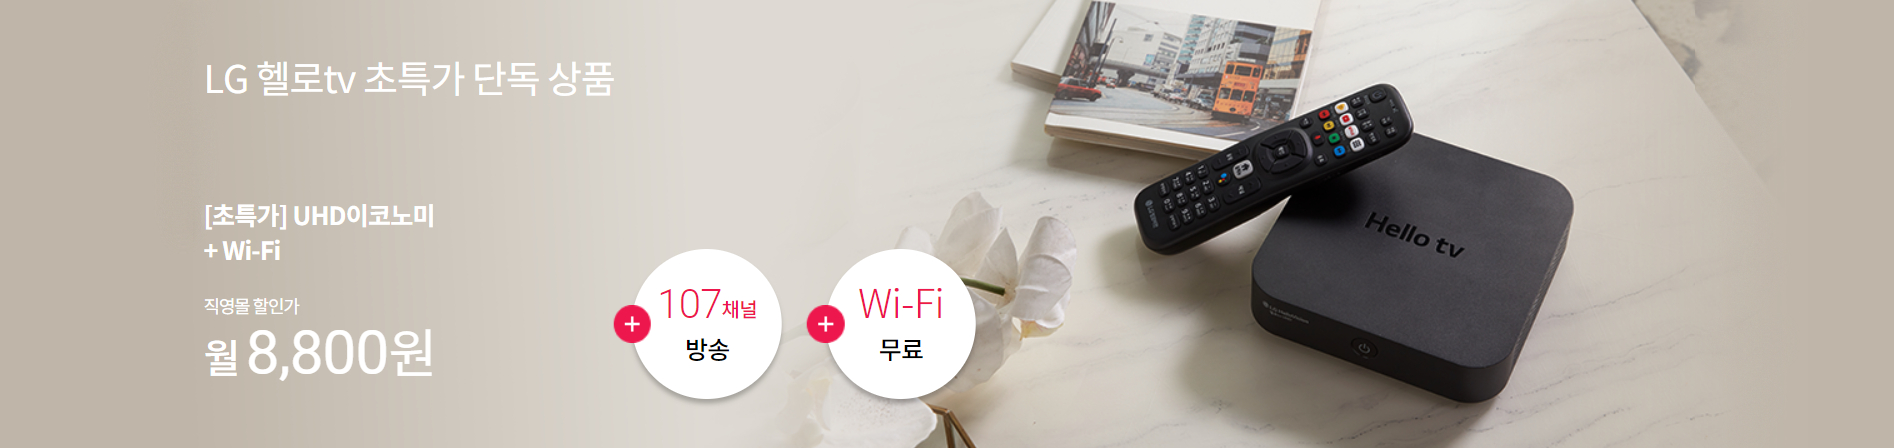 LG 헬로tv 초특가 단독 상품
[초특가] UHD이코노미
+ Wi-Fi
직영몰 할인가
월 8,800원
+
107채널
방송
+
Wi-Fi
무료
Hello tv